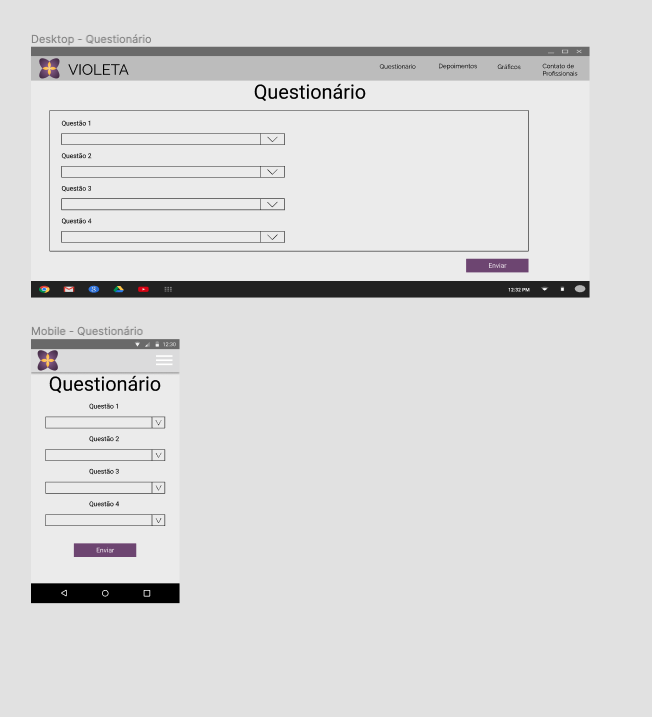 Desktop - Questionário
VIOLETA
Questionario
Depoimentos
Gráficos
Contato de
Profissionais
Questionário
Questão 1
Questão 2
Questão 3
Questão 4
Enviar
12:32 PM
Mobile - Questionário
12:30
Questionário
Questão 1
Questão 2
Questão 3
Questão 4
Enviar